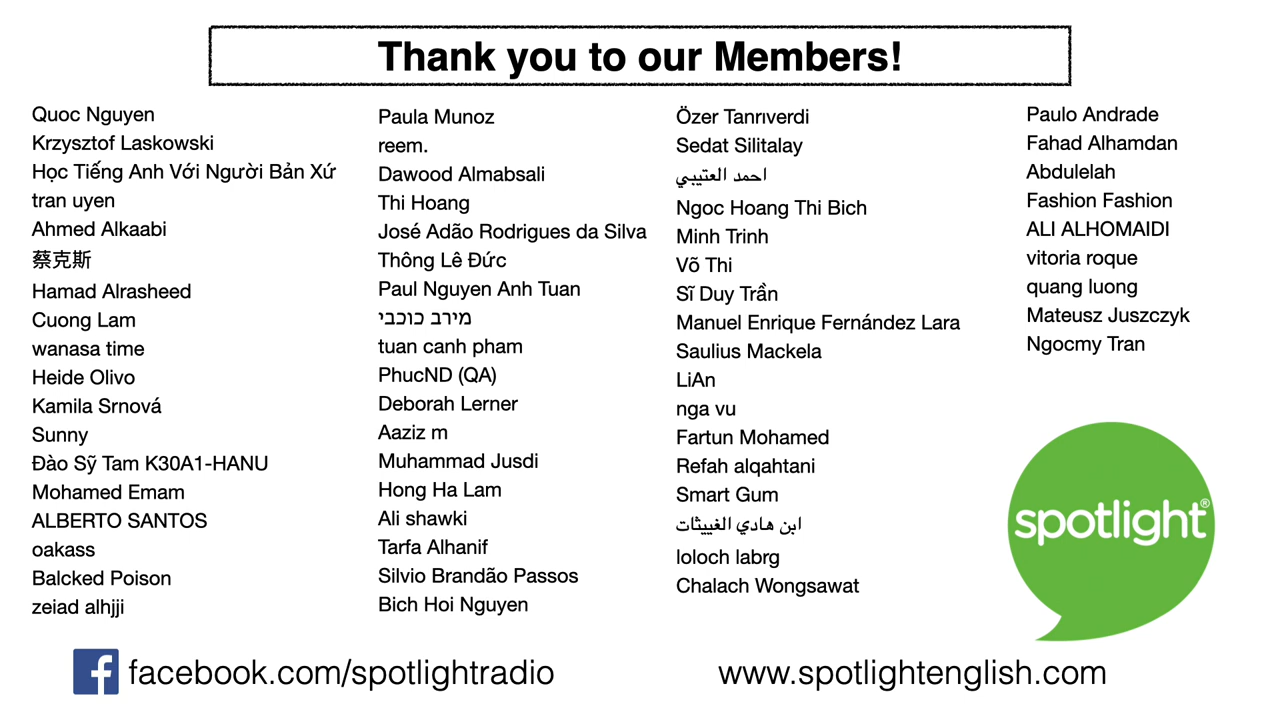 Thank you to our Members!
Quoc Nguyen
Krzysztof Laskowski
Học Tiếng Anh Với Người Bản Xứ
tran uyen
Ahmed Alkaabi
蔡克斯
Hamad Alrasheed
Cuong Lam
wanasa time
Heide Olivo
Kamila Srnová
Sunny
Đào Sỹ Tam K30A1-HANU
Mohamed Emam
ALBERTO SANTOS
oakass
Balcked Poison
zeiad alhjji
Paula Munoz
reem.
Dawood Almabsali
Thi Hoang
José Adão Rodrigues da Silva
Thông Lê Đức
Paul Nguyen Anh Tuan
מירב כוכבי
tuan canh pham
PhucND (QA)
Deborah Lerner
Aaziz m
Muhammad Jusdi
Hong Ha Lam
Ali shawki
Tarfa Alhanif
Silvio Brandão Passos
Bich Hoi Nguyen
Özer Tanrıverdi
Sedat Silitalay
احمد العتيبي
Ngoc Hoang Thi Bich
Minh Trinh
Võ Thi
Sĩ Duy Trần
Manuel Enrique Fernández Lara
Saulius Mackela
LiAn
nga vu
Fartun Mohamed
Refah alqahtani
Smart Gum
ابن هادي الغييثات
loloch labrg
Chalach Wongsawat
Paulo Andrade
Fahad Alhamdan
Abdulelah
Fashion Fashion
ALI ALHOMAIDI
vitoria roque
quang luong
Mateusz Juszczyk
Ngocmy Tran
spotlight®
facebook.com/spotlightradio
www.spotlightenglish.com